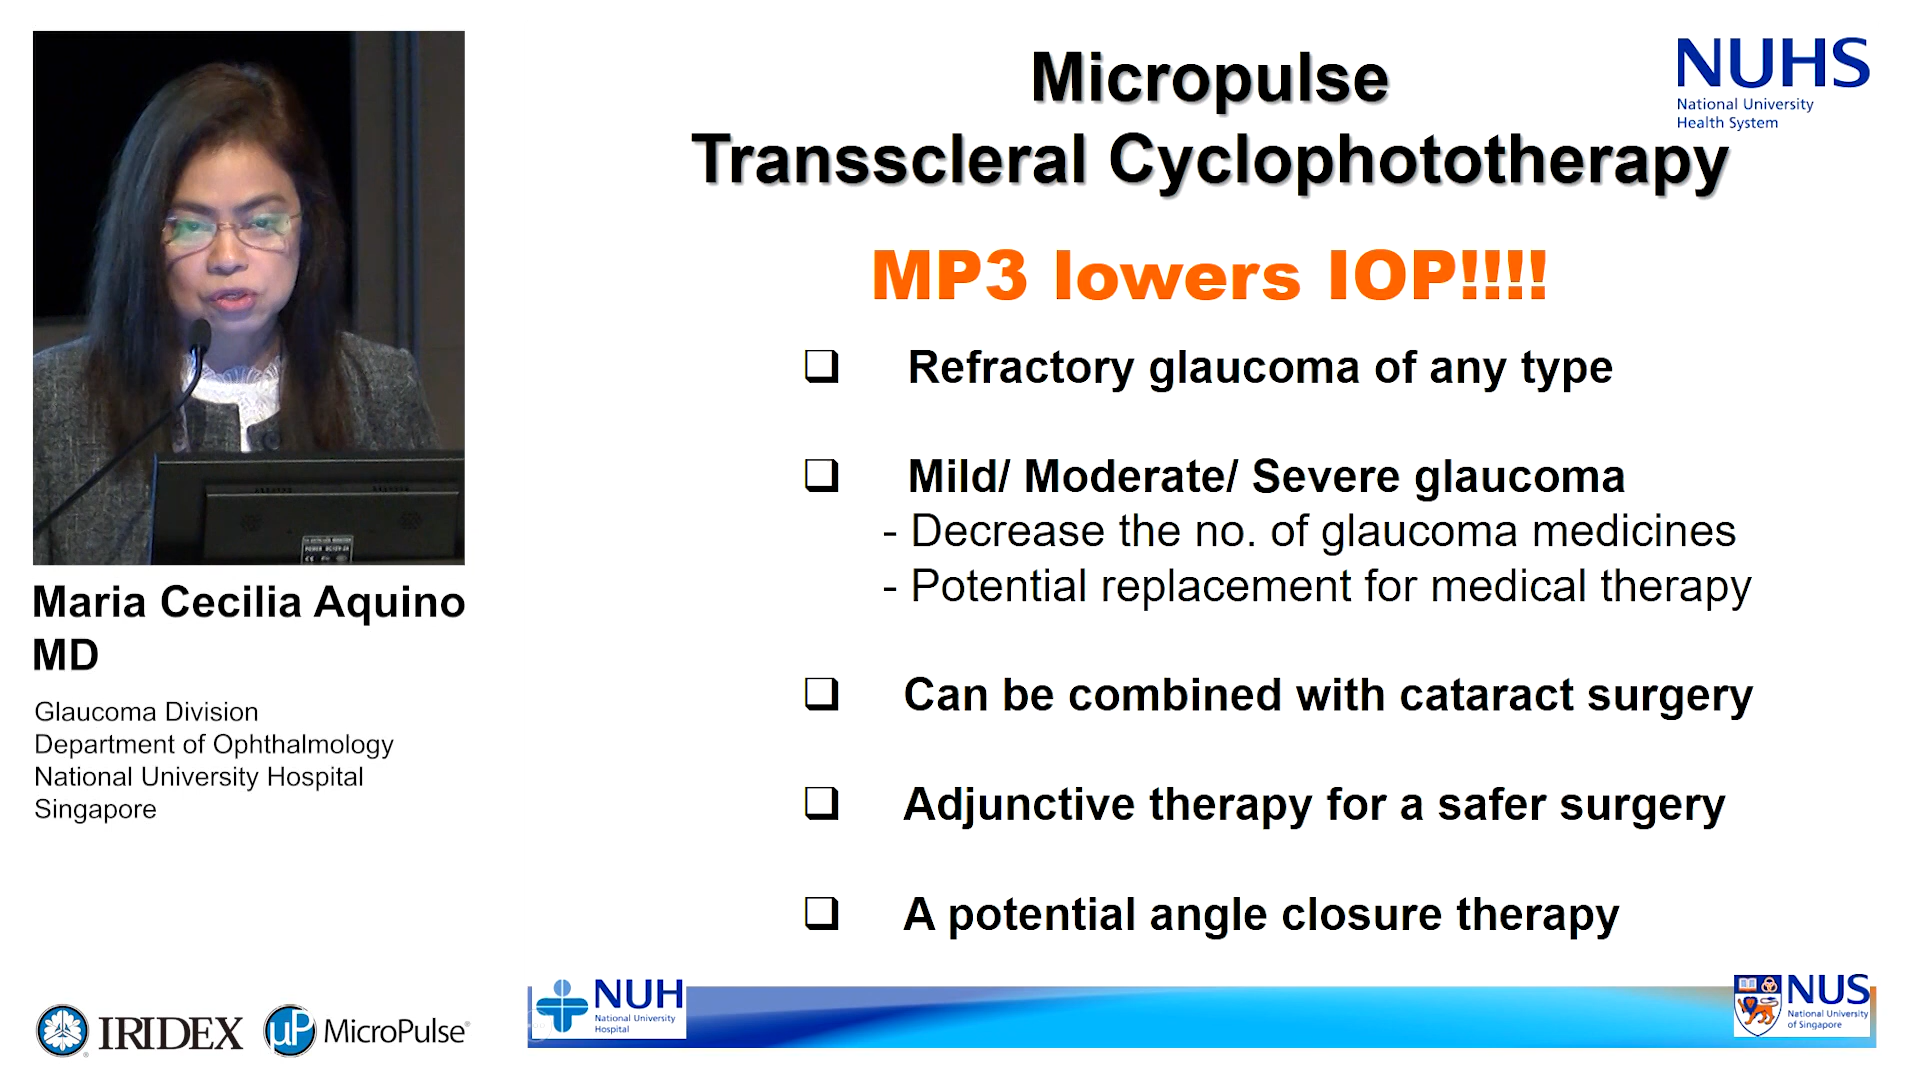 Micropulse
Transscleral Cyclophototherapy
NUHS
National University
Health System
MP3 lowers IOP!!!!
Refractory glaucoma of any type
Mild/ Moderate/ Severe glaucoma
- Decrease the no. of glaucoma medicines
- Potential replacement for medical therapy
Can be combined with cataract surgery
Adjunctive therapy for a safer surgery
A potential angle closure therapy
Maria Cecilia Aquino
MD
Glaucoma Division
Department of Ophthalmology
National University Hospital
Singapore
IRIDEX
µP MicroPulse®
NUH
National University
Hospital
NUS
National University
of Singapore